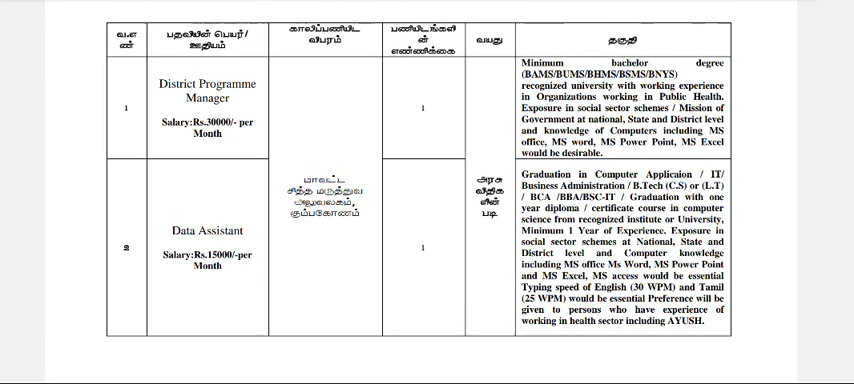 வ.எ
ண்
பதவியின் பெயர்/
ஊதியம்
காலிப்பணியிட
விபரம்
பணியிடங்களி
ன்
எண்ணிக்கை
வயது
தகுதி
1
District Programme
Manager
Salary:Rs.30000/- per
Month
1
Minimum bachelor degree
(BAMS/BUMS/BHMS/BSMS/BNYS)
recognized university with working experience
in Organizations working in Public Health.
Exposure in social sector schemes / Mission of
Government at national, State and District level
and knowledge of Computers including MS
office, MS word, MS Power Point, MS Excel
would be desirable.
மாவட்ட
சித்த மருத்துவ
அலுவலகம்,
கும்பகோணம்
அரசு
விதிக
ளின்
படி
2
Data Assistant
Salary:Rs.15000/-per
Month
1
Graduation in Computer Applicaion / IT/
Business Administration / B.Tech (C.S) or (L.T)
/ BCA /BBA/BSC-IT / Graduation with one
year diploma / certificate course in computer
science from recognized institute or University,
Minimum 1 Year of Experience. Exposure in
social sector schemes at National, State and
District level and Computer knowledge
including MS office Ms Word, MS Power Point
and MS Excel, MS access would be essential
Typing speed of English (30 WPM) and Tamil
(25 WPM) would be essential Preference will be
given to persons who have experience of
working in health sector including AYUSH.